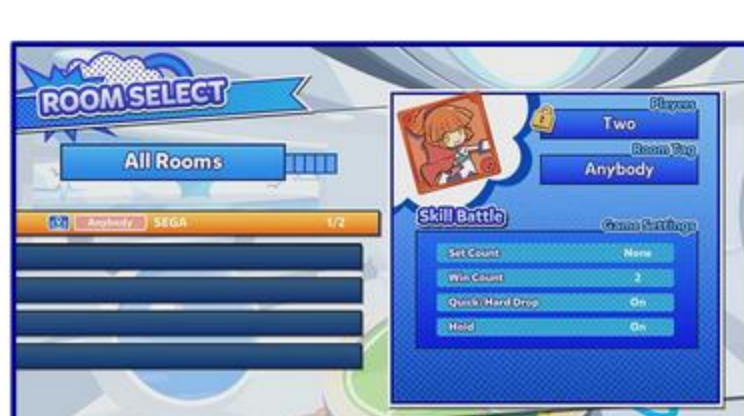 ROOM SELECT
All Rooms
Anybody SEGA 1/2
Players
Two
Room Tag
Anybody
Skill Battle
Game Settings
Set Count None
Win Count 2
Quick/Hard Drop On
Hold On